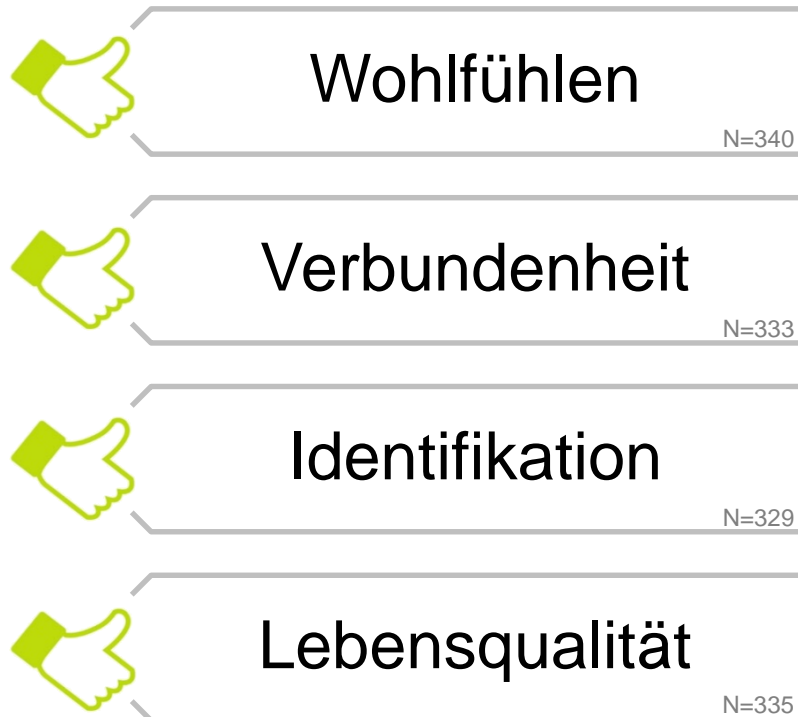 Wohlfühlen
N=340
Verbundenheit
N=333
Identifikation
N=329
Lebensqualität
N=335